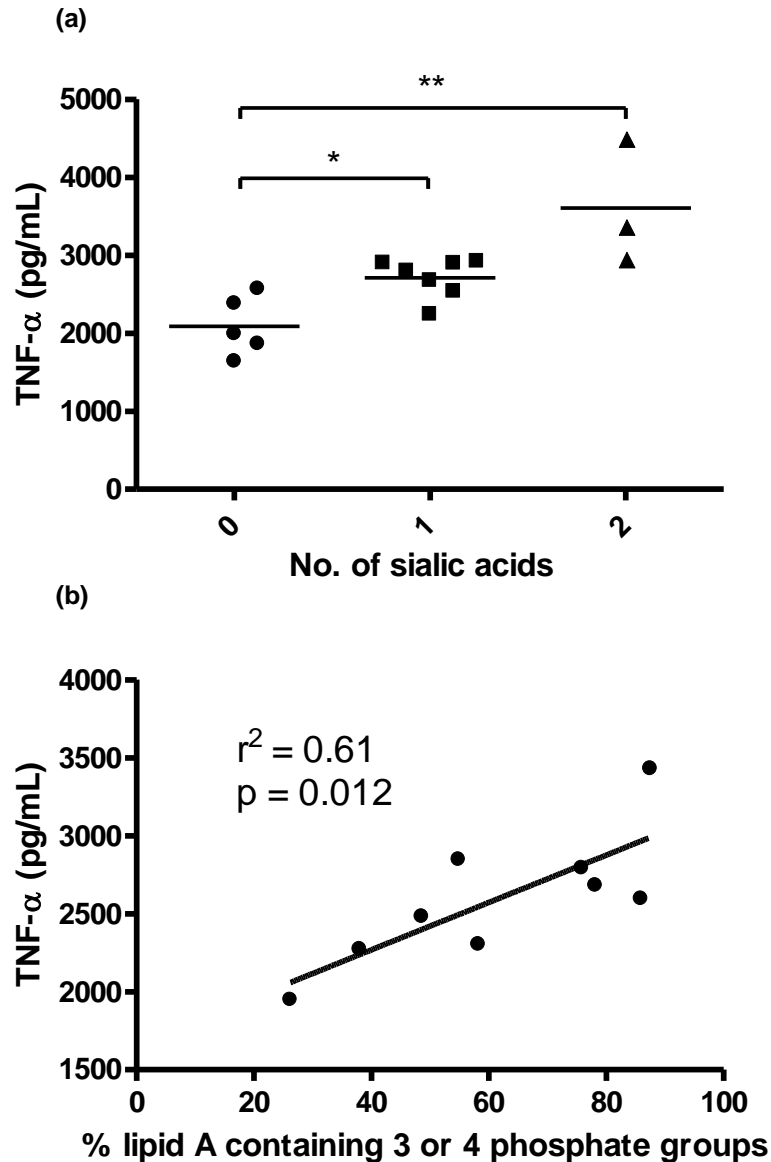 (a)
**
*
5000
4000
3000
2000
1000
0
TNF-α (pg/mL)
0 1 2
No. of sialic acids
(b)
4000
3500
3000
2500
2000
1500
TNF-α (pg/mL)
r² = 0.61
p = 0.012
0 20 40 60 80 100
% lipid A containing 3 or 4 phosphate groups